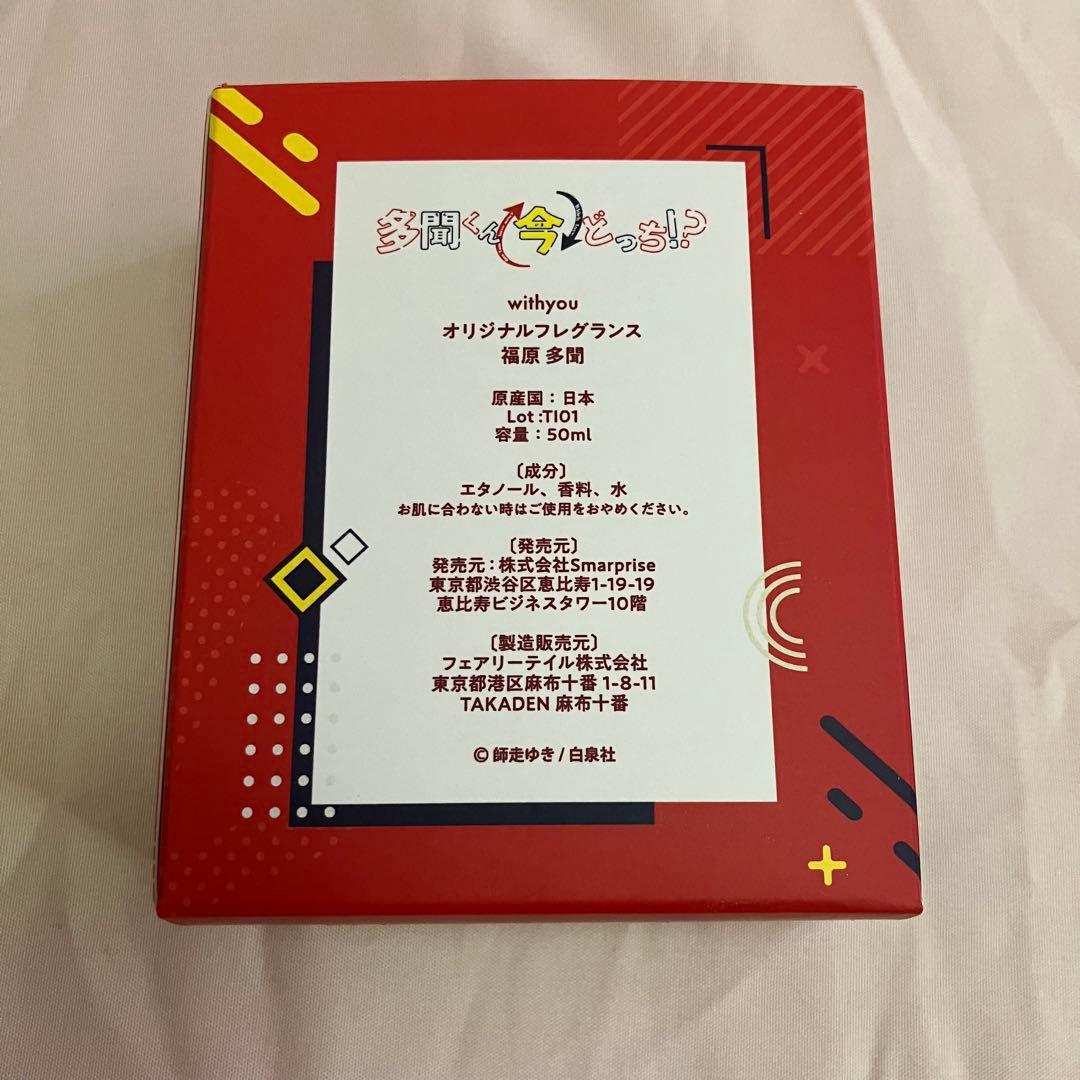 多聞くん今どっち!?
withyou
オリジナルフレグランス
福原 多聞
原産国：日本
Lot :TI01
容量：50ml
〔成分〕
エタノール、香料、水
お肌に合わない時はご使用をおやめください。
〔発売元〕
発売元：株式会社Smarprise
東京都渋谷区恵比寿1-19-19
恵比寿ビジネスタワー10階
〔製造販売元〕
フェアリーテイル株式会社
東京都港区麻布十番 1-8-11
TAKADEN 麻布十番
© 師走ゆき / 白泉社